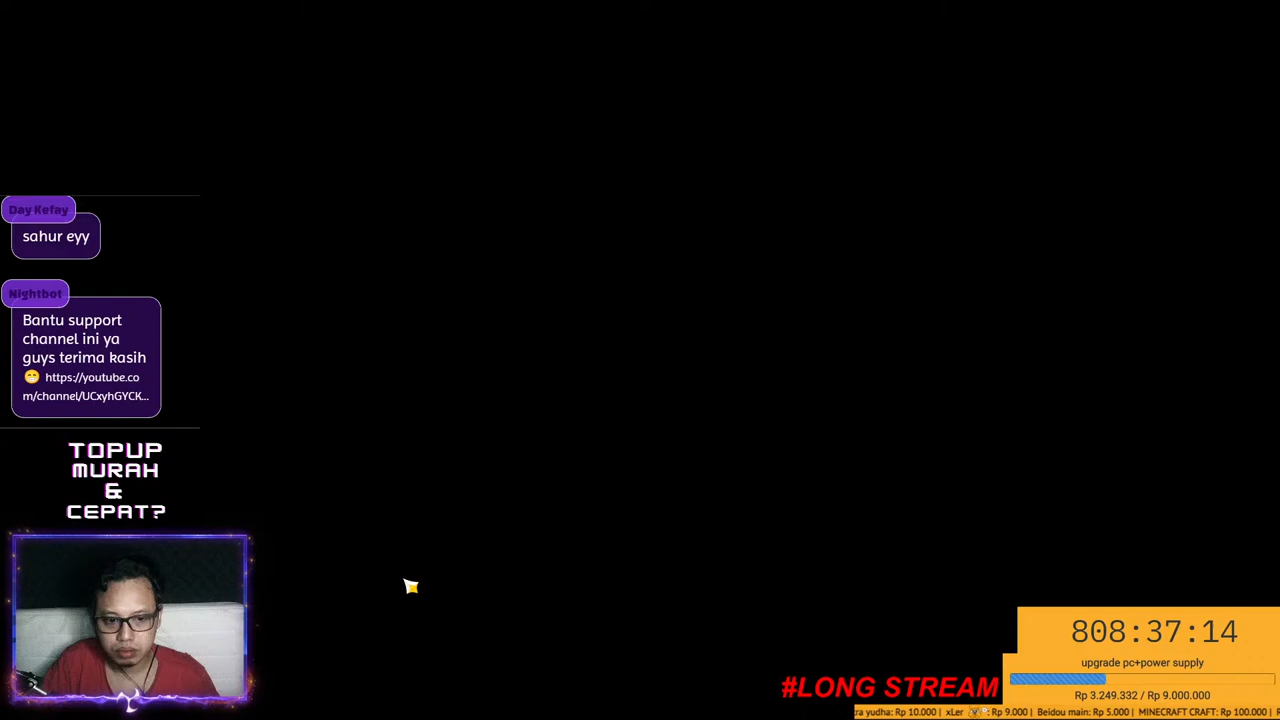 Day Kefay
sahur eyy
Nightbot
Bantu support
channel ini ya
guys terima kasih
😁 https://youtube.co
m/channel/UCxyhGYCK...
TOPUP
MURAH
&
CEPAT?
808:37:14
upgrade pc+power supply
Rp 3.249.332 / Rp 9.000.000
#LONG STREAM
tra yudha: Rp 10.000 | xLer : Rp 9.000 | Beidou main: Rp 5.000 | MINECRAFT CRAFT: Rp 100.000 |